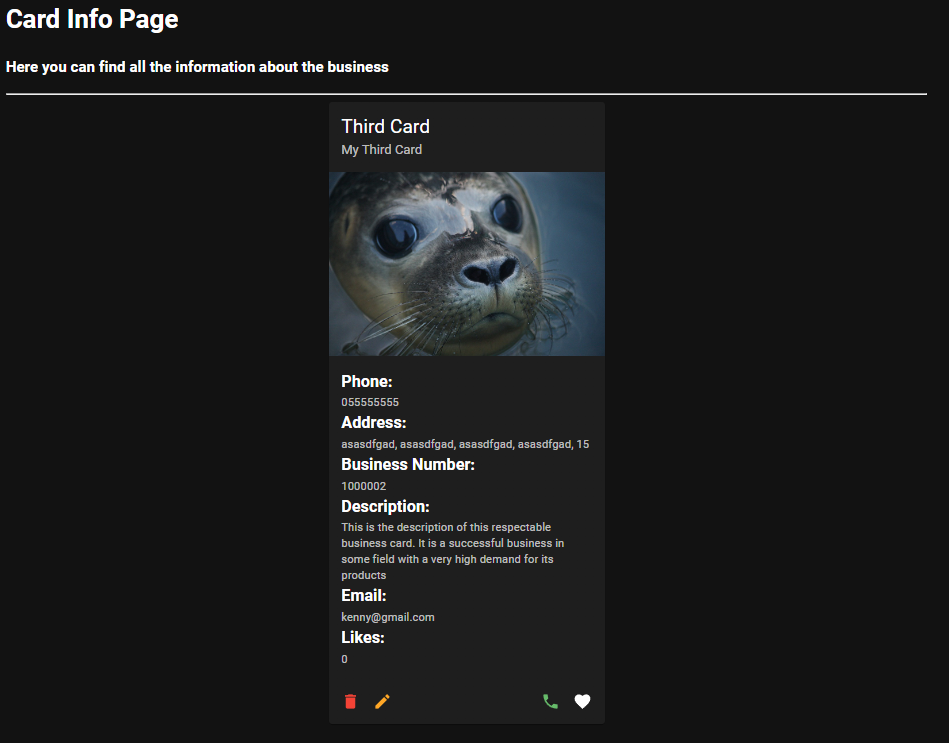 Card Info Page
Here you can find all the information about the business
Third Card
My Third Card
Phone:
055555555
Address:
asasdfgad, asasdfgad, asasdfgad, asasdfgad, 15
Business Number:
1000002
Description:
This is the description of this respectable
business card. It is a successful business in
some field with a very high demand for its
products
Email:
kenny@gmail.com
Likes:
0